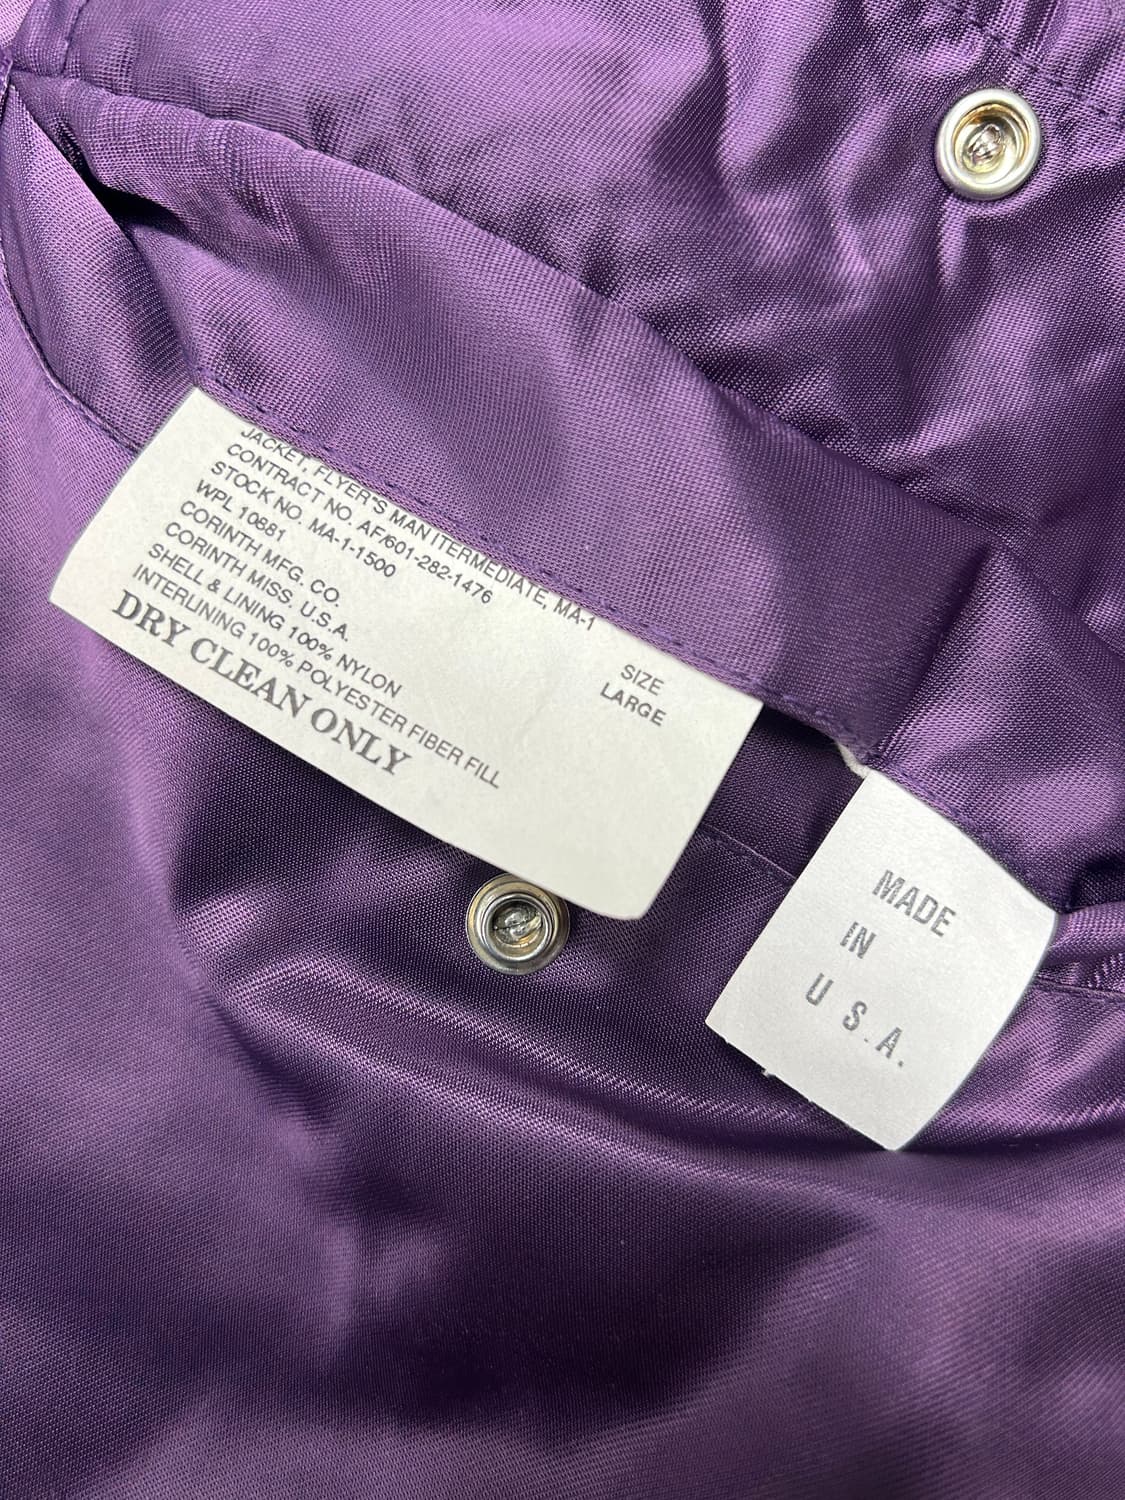 JACKET, FLYER'S MAN ITERMEDIATE, MA-1
CONTRACT NO. AF/601-282-1476
STOCK NO. MA-1-1500
WPL 10681
CORINTH MFG. CO.
CORINTH MISS. U.S.A.
SHELL & LINING 100% NYLON
INTERLINING 100% POLYESTER FIBER FILL
DRY CLEAN ONLY
SIZE
LARGE
MADE
IN
U S.A.